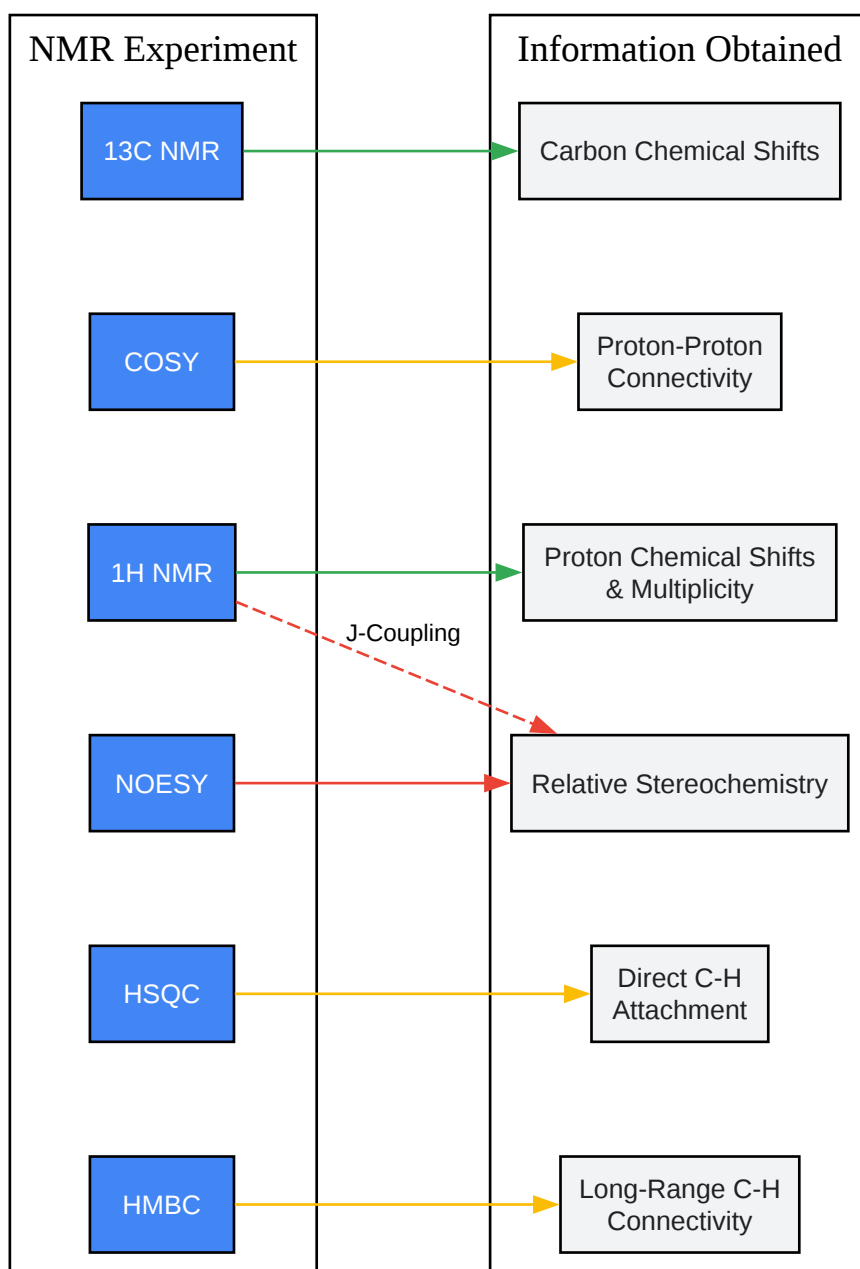 NMR Experiment
Information Obtained
13C NMR
Carbon Chemical Shifts
COSY
Proton-Proton
Connectivity
1H NMR
Proton Chemical Shifts
& Multiplicity
J-Coupling
NOESY
Relative Stereochemistry
HSQC
Direct C-H
Attachment
HMBC
Long-Range C-H
Connectivity